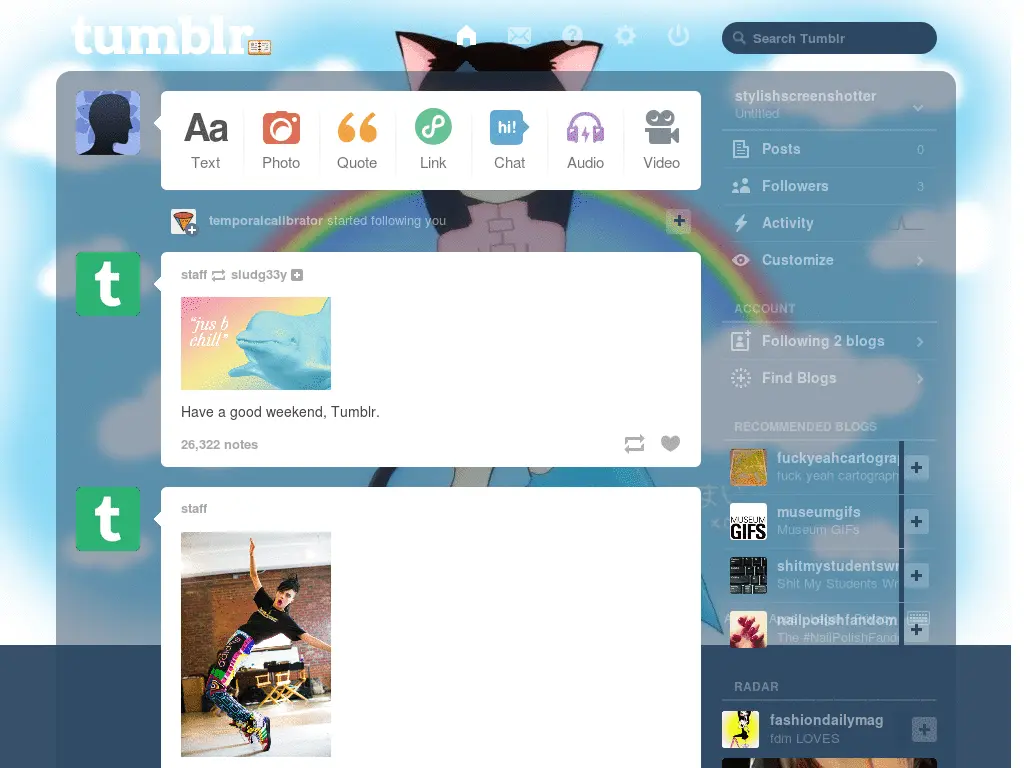 tumblr
Search Tumblr
Aa
hi!
Text
Photo
Quote
Link
Chat
Audio
Video
temporalcalibrator started following you
t
staff sludg33y
"jus b
chill"
Have a good weekend, Tumblr.
26,322 notes
t
staff
stylishscreenshotter
Untitled
Posts 0
Followers 3
Activity
Customize
ACCOUNT
Following 2 blogs
Find Blogs
RECOMMENDED BLOGS
fuckyeahcartogra
fuck yeah cartograph
MUSEUM
GIFS
museumgifs
Museum GIFs
shitmystudentswr
Shit My Students Wr
nailpolishfandom
The #NailPolishFand
RADAR
fashiondailymag
fdm LOVES